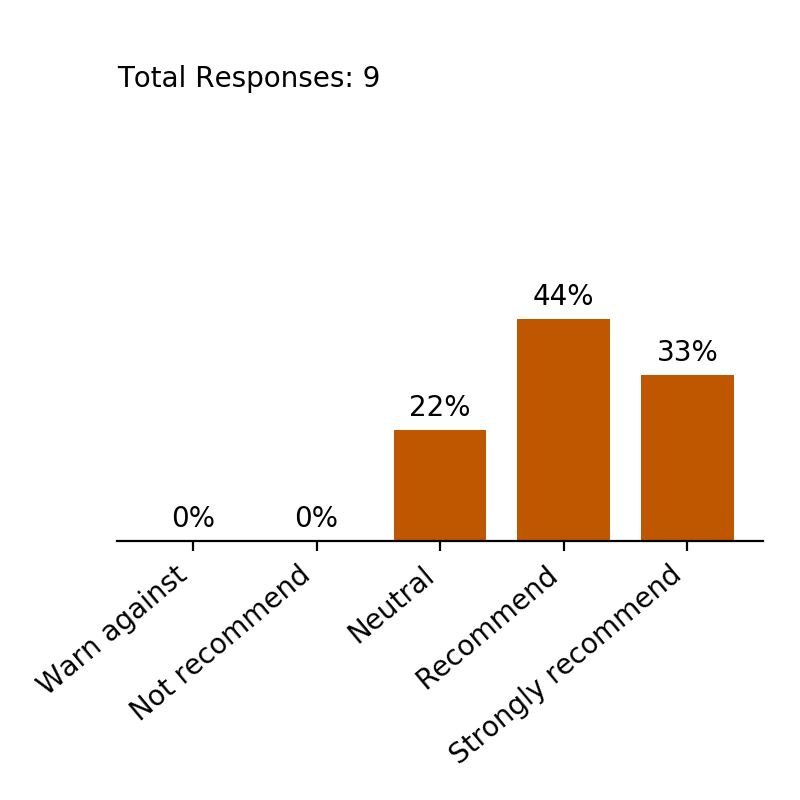 Total Responses: 9
44%
33%
22%
0%
0%
Warn against
Not recommend
Neutral
Recommend
Strongly recommend